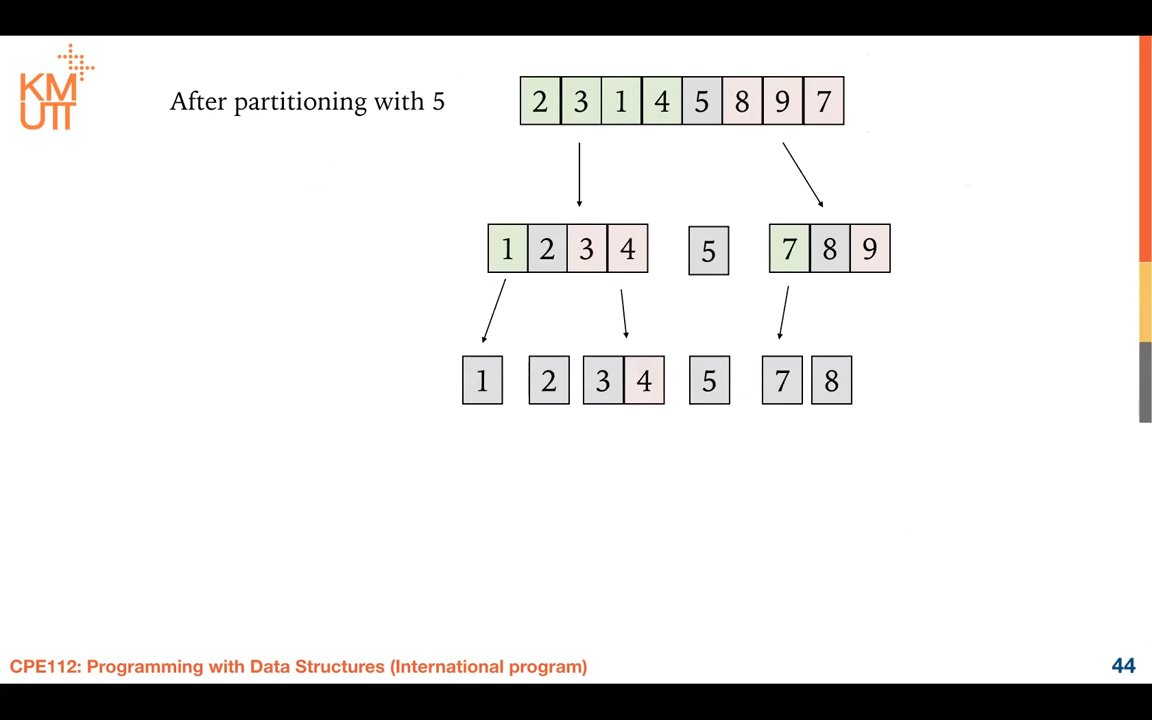 KM
UTT
After partitioning with 5
2 3 1 4 5 8 9 7
1 2 3 4 5 7 8 9
1 2 3 4 5 7 8
CPE112: Programming with Data Structures (International program)
44